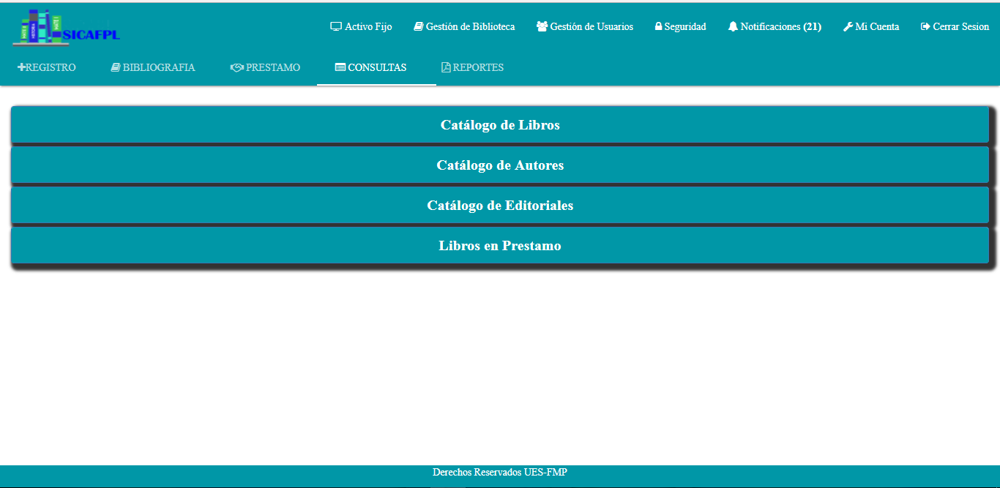 SICAFPL
Activo Fijo
Gestión de Biblioteca
Gestión de Usuarios
Seguridad
Notificaciones (21)
Mi Cuenta
Cerrar Sesion
REGISTRO
BIBLIOGRAFIA
PRESTAMO
CONSULTAS
REPORTES
Catálogo de Libros
Catálogo de Autores
Catálogo de Editoriales
Libros en Prestamo
Derechos Reservados UES-FMP